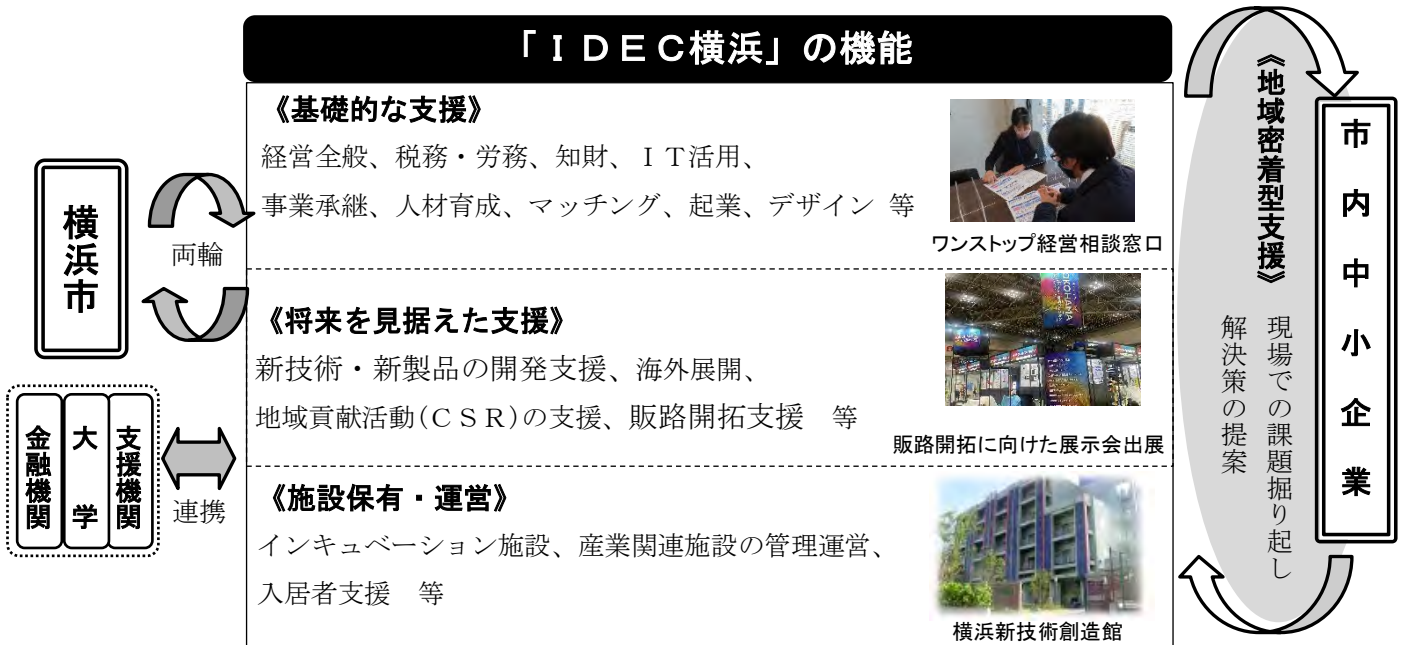 「ＩＤＥＣ横浜」の機能
横浜市
両輪
金融機関
大学
支援機関
連携
《基礎的な支援》
経営全般、税務・労務、知財、ＩＴ活用、
事業承継、人材育成、マッチング、起業、デザイン 等
ワンストップ経営相談窓口
《将来を見据えた支援》
新技術・新製品の開発支援、海外展開、
地域貢献活動(ＣＳＲ)の支援、販路開拓支援　等
販路開拓に向けた展示会出展
《施設保有・運営》
インキュベーション施設、産業関連施設の管理運営、
入居者支援　等
横浜新技術創造館
《地域密着型支援》
現場での課題掘り起し
解決策の提案
市内中小企業